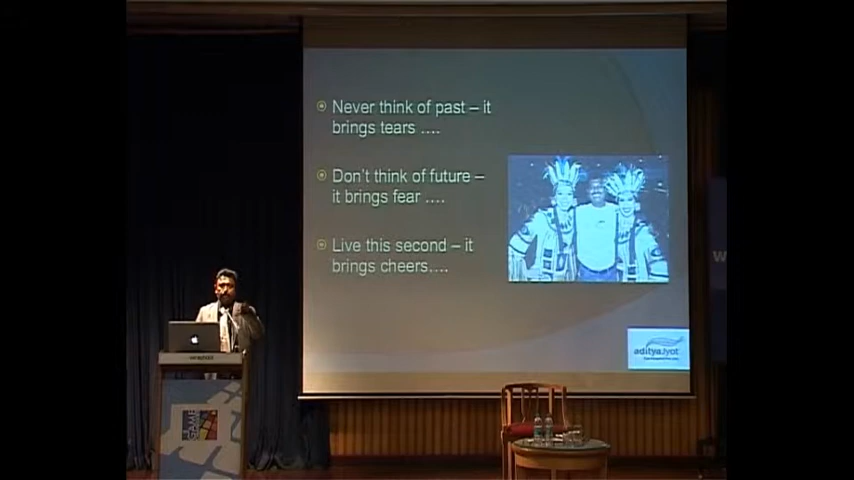 Never think of past – it
brings tears ....
Don't think of future –
it brings fear ....
Live this second – it
brings cheers....
adityaJyot
GAME
W